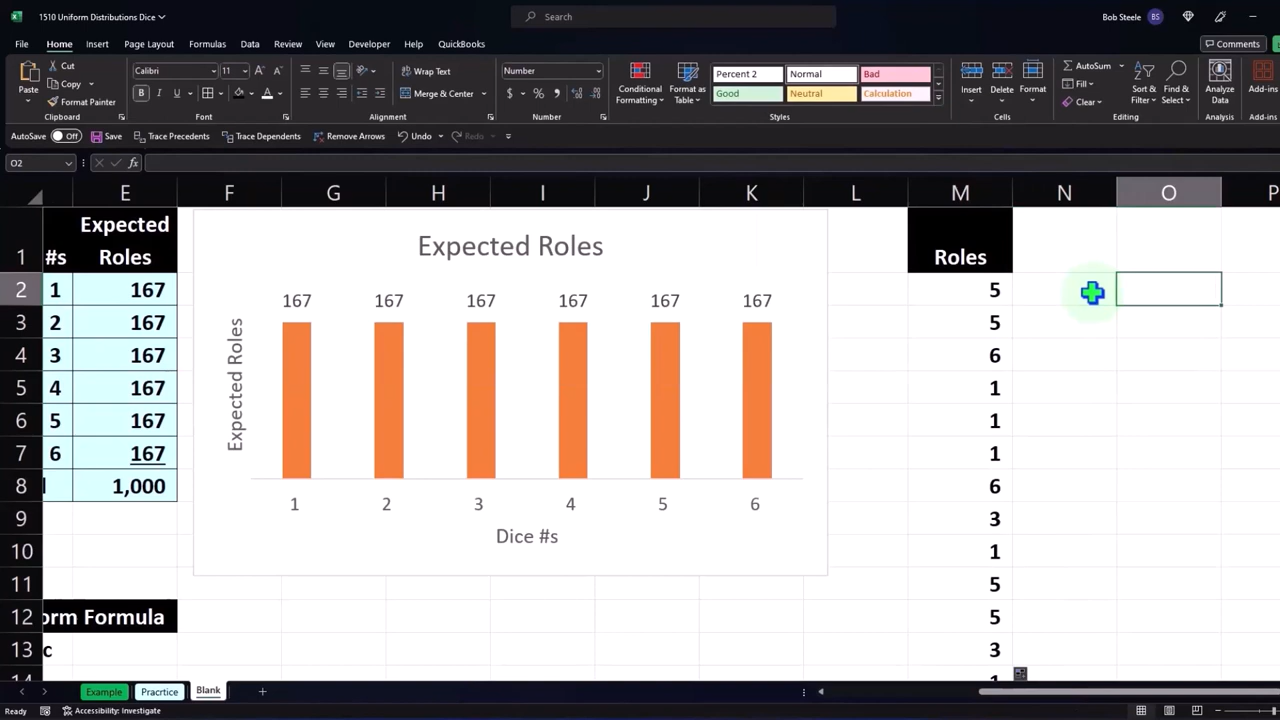 1510 Uniform Distributions Dice
Search
Bob Steele BS
File Home Insert Page Layout Formulas Data Review View Developer Help QuickBooks
Comments
Paste
Cut
Copy
Format Painter
Clipboard
Calibri 11
B I U
Font
Wrap Text
Merge & Center
Alignment
Number
$ %
Number
Conditional Formatting
Format as Table
Percent 2 Normal Bad
Good Neutral Calculation
Styles
Insert Delete Format
Cells
AutoSum
Fill
Clear
Sort & Filter
Find & Select
Editing
Analyze Data
Analysis
Add-ins
Add-ins
AutoSave Off Save Trace Precedents Trace Dependents Remove Arrows Undo Redo
O2 fx
E F G H I J K L M N O P
1 #s Expected Roles Roles
2 1 167 5
3 2 167 5
4 3 167 6
5 4 167 1
6 5 167 1
7 6 167 1
8 1,000 6
9 3
10 1
11 5
12 orm Formula 5
13 c 3
1
Expected Roles
167 167 167 167 167 167
Expected Roles
1 2 3 4 5 6
Dice #s
Example Pracrtice Blank
Ready Accessibility: Investigate